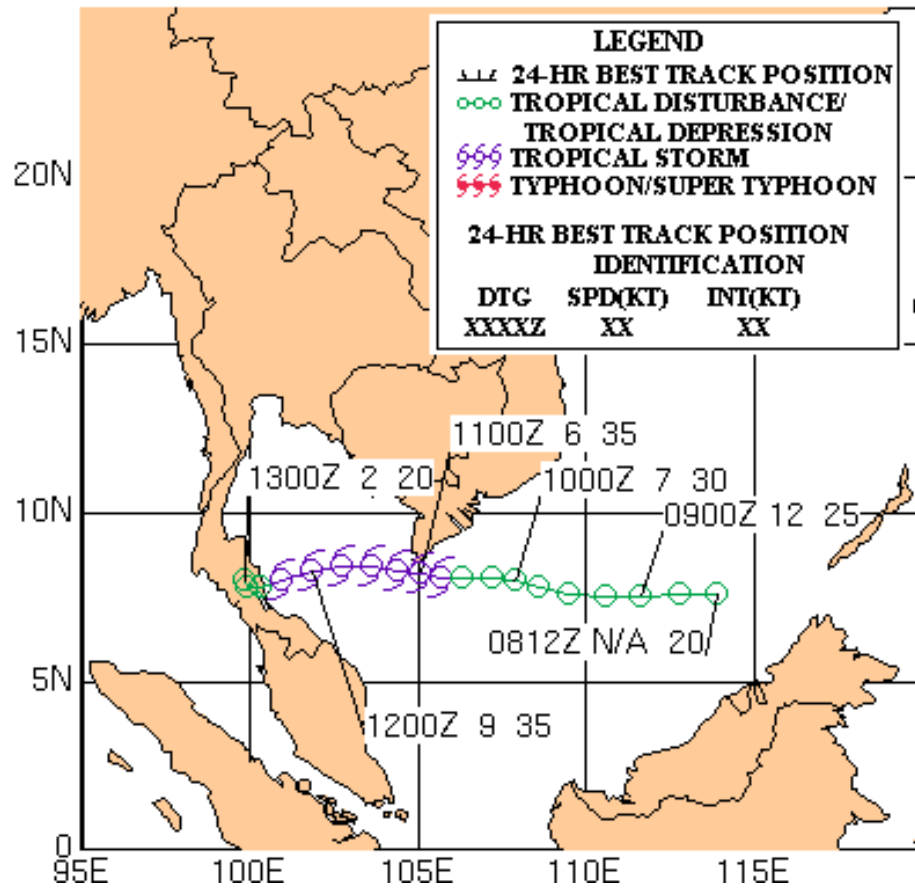 LEGEND
24-HR BEST TRACK POSITION
TROPICAL DISTURBANCE/
TROPICAL DEPRESSION
TROPICAL STORM
TYPHOON/SUPER TYPHOON
24-HR BEST TRACK POSITION
IDENTIFICATION
DTG SPD(KT) INT(KT)
XXXXZ XX XX
20N
15N
10N
5N
0
1100Z 6 35
1300Z 2 20
1000Z 7 30
0900Z 12 25
0812Z N/A 20
1200Z 9 35
95E 100E 105E 110E 115E